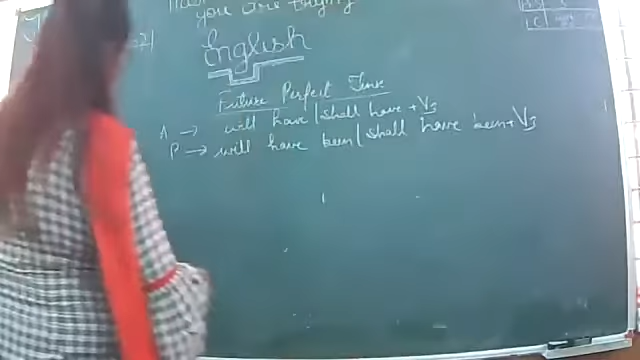 you are trying
English
Future Perfect Tense
A → will have / shall have + V3
P → will have been / shall have been + V3